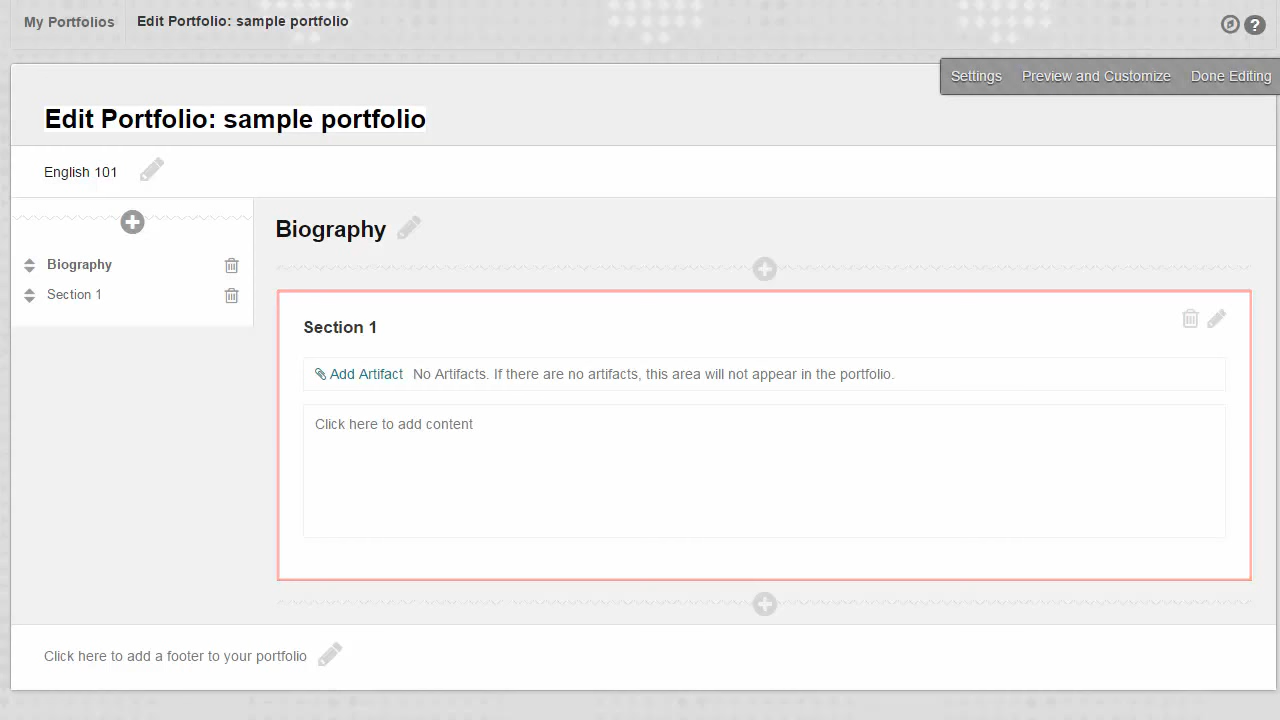 My Portfolios
Edit Portfolio: sample portfolio
?
Settings
Preview and Customize
Done Editing
Edit Portfolio: sample portfolio
English 101
Biography
Section 1
Biography
Section 1
Add Artifact No Artifacts. If there are no artifacts, this area will not appear in the portfolio.
Click here to add content
Click here to add a footer to your portfolio